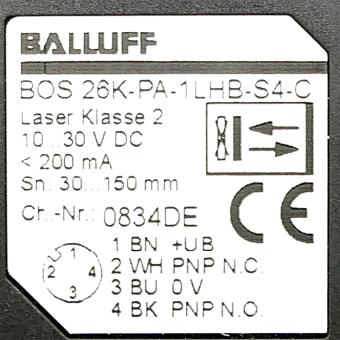 BALLUFF
BOS 26K-PA-1LHB-S4-C
Laser Klasse 2
10...30 V DC
< 200 mA
Sn: 30...150 mm
Ch.-Nr.: 0834DE
CE
1 BN +UB
2 WH PNP N.C.
3 BU 0 V
4 BK PNP N.O.
1
2 4
3